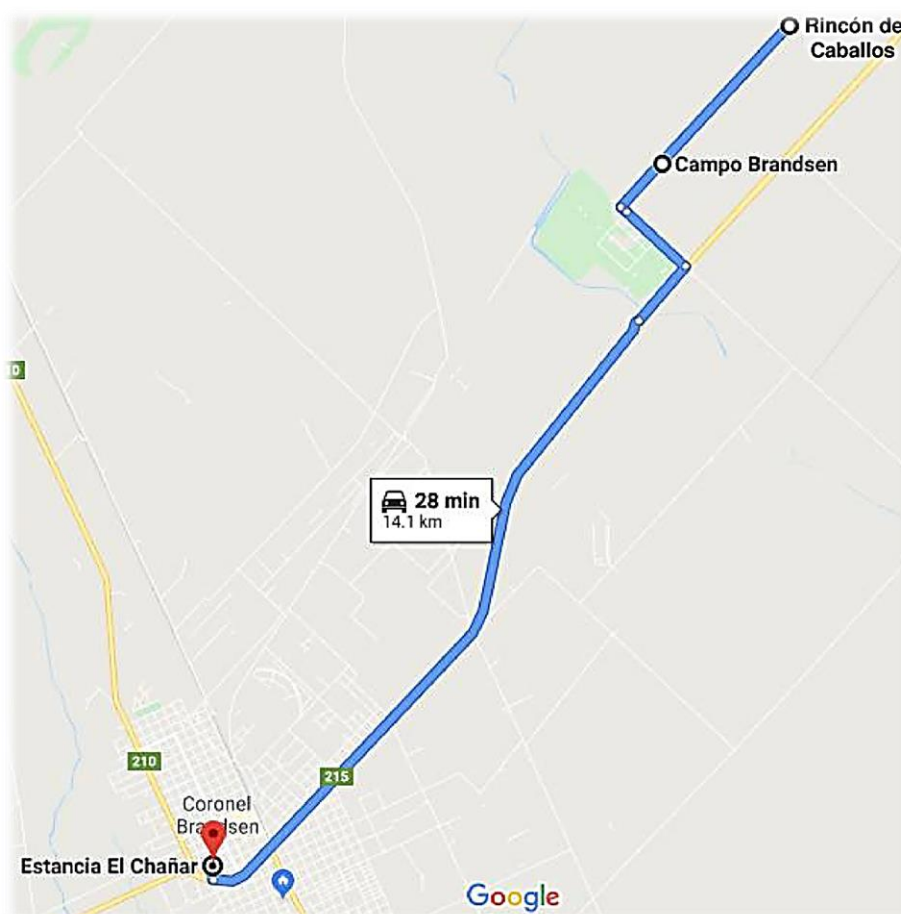 Rincón de
Caballos
Campo Brandsen
28 min
14.1 km
210
215
Coronel
Brandsen
Estancia El Chañar
Google